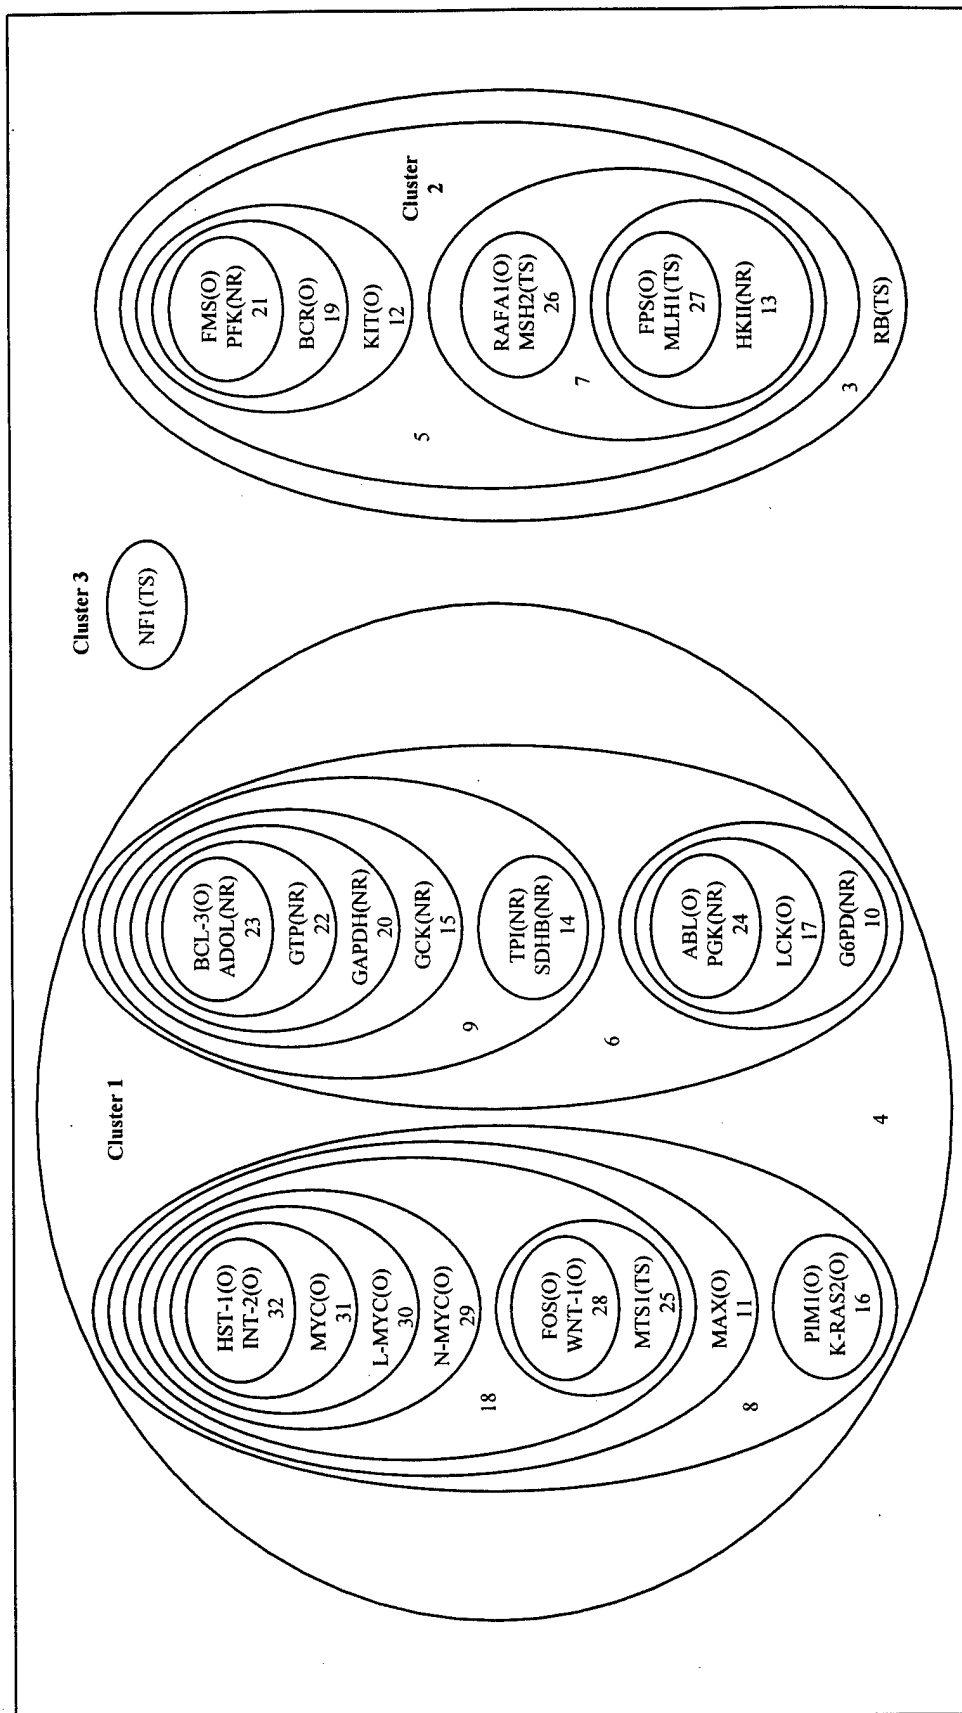 Cluster 1
HST-1(O)
INT-2(O)
32
MYC(O)
31
L-MYC(O)
30
N-MYC(O)
29
18
FOS(O)
WNT-1(O)
28
MTS1(TS)
25
MAX(O)
11
8
PIM1(O)
K-RAS2(O)
16
4
BCL-3(O)
ADOL(NR)
23
GTP(NR)
22
GAPDH(NR)
20
GCK(NR)
15
9
TPI(NR)
SDHB(NR)
14
6
ABL(O)
PGK(NR)
24
LCK(O)
17
G6PD(NR)
10
Cluster 3
NF1(TS)
FMS(O)
PFK(NR)
21
BCR(O)
19
KIT(O)
12
Cluster
2
5
RAFA1(O)
MSH2(TS)
26
7
FPS(O)
MLH1(TS)
27
HKII(NR)
13
3
RB(TS)